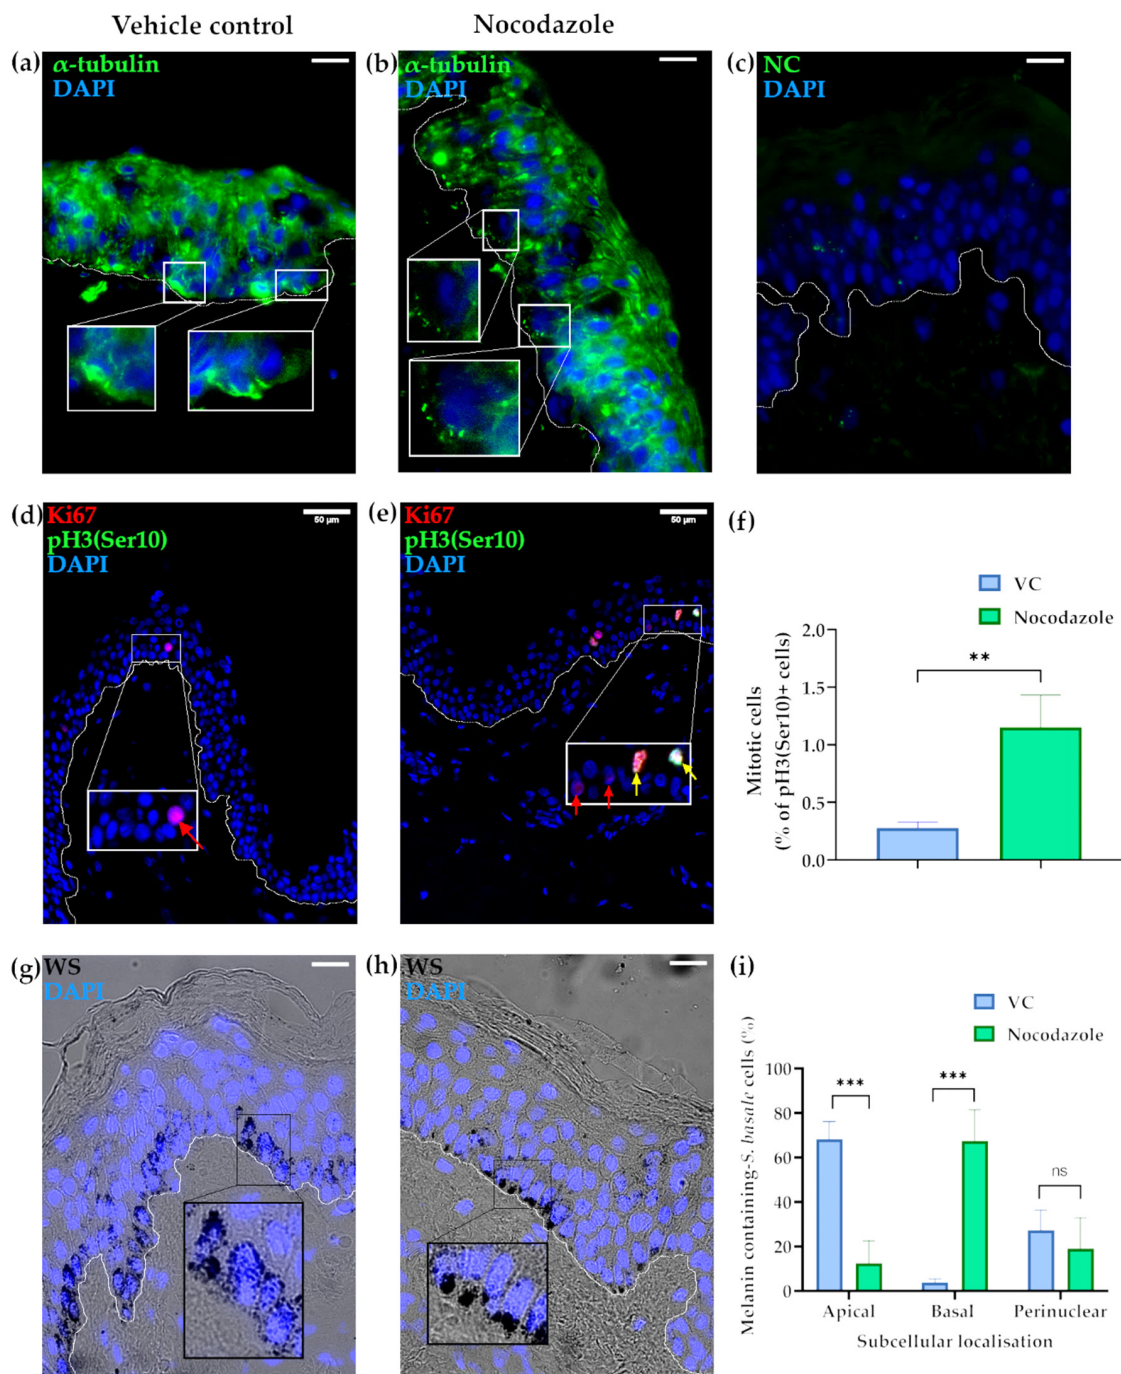 Vehicle control
Nocodazole
(a)
α-tubulin
DAPI
(b)
α-tubulin
DAPI
(c)
NC
DAPI
(d)
Ki67
pH3(Ser10)
DAPI
50 μm
(e)
Ki67
pH3(Ser10)
DAPI
50 μm
(f)
VC
Nocodazole
Mitotic cells
(% of pH3(Ser10)+ cells)
2.0
1.5
1.0
0.5
0.0
**
(g)
WS
DAPI
(h)
WS
DAPI
(i)
VC
Nocodazole
Melanin containing-S. basale cells (%)
100
80
60
40
20
0
***
***
ns
Apical
Basal
Perinuclear
Subcellular localisation